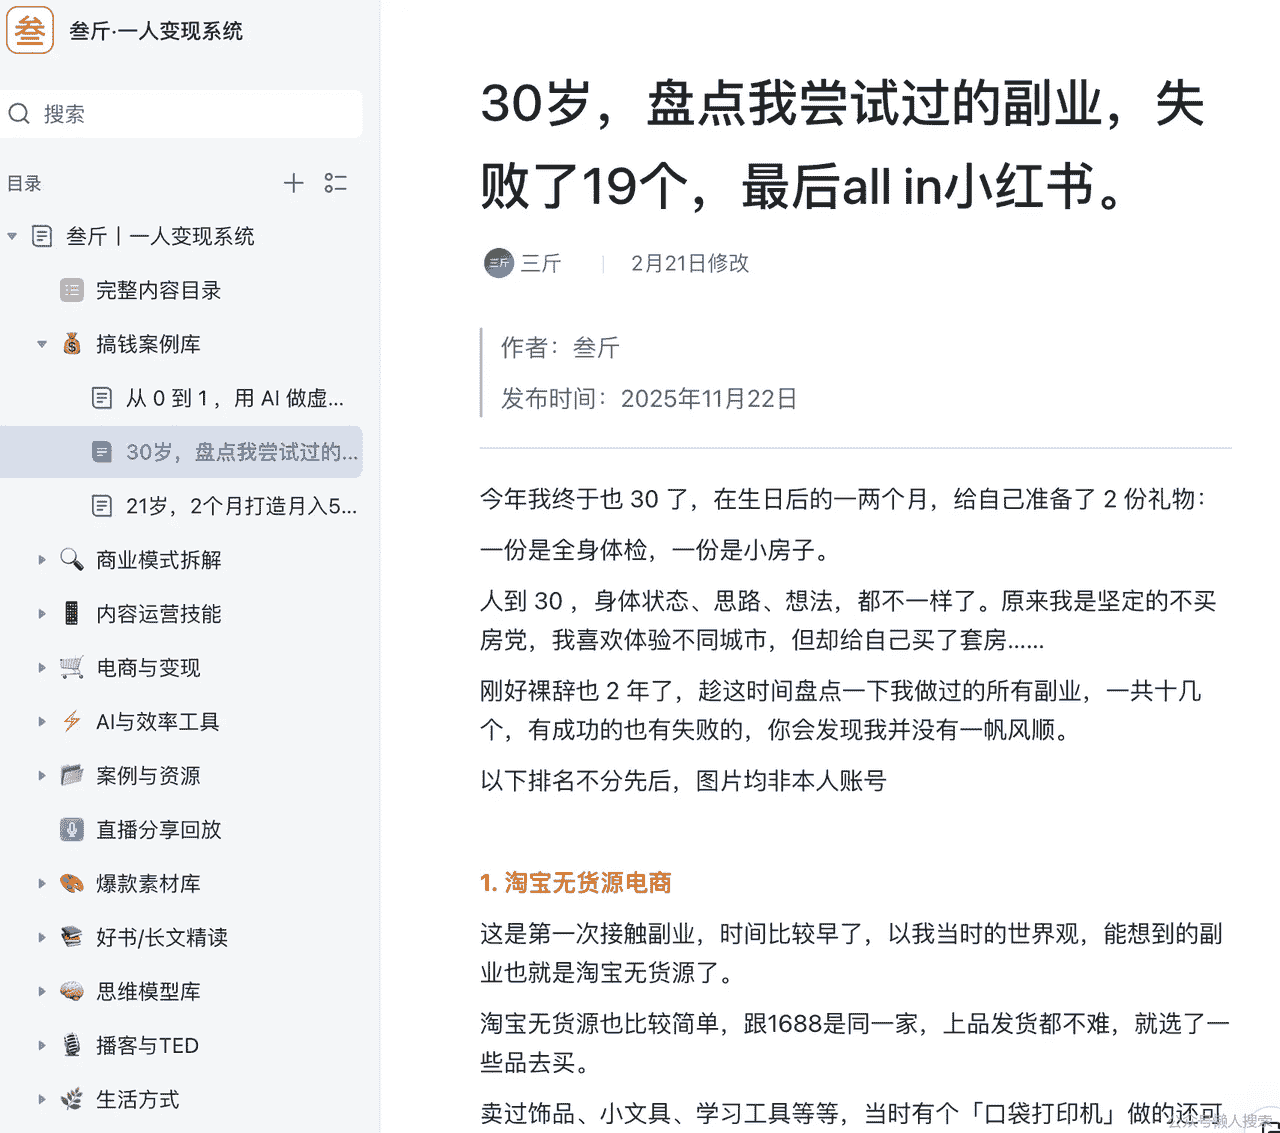 叁
叁斤·一人变现系统
搜索
目录
叁斤丨一人变现系统
完整内容目录
搞钱案例库
从 0 到 1，用 AI 做虚...
30岁，盘点我尝试过的...
21岁，2个月打造月入5...
商业模式拆解
内容运营技能
电商与变现
AI与效率工具
案例与资源
直播分享回放
爆款素材库
好书/长文精读
思维模型库
播客与TED
生活方式
30岁，盘点我尝试过的副业，失
败了19个，最后all in小红书。
三斤 三斤
2月21日修改
作者：叁斤
发布时间：2025年11月22日
今年我终于也 30 了，在生日后的一两个月，给自己准备了 2 份礼物：
一份是全身体检，一份是小房子。
人到 30 ，身体状态、思路、想法，都不一样了。原来我是坚定的不买
房党，我喜欢体验不同城市，但却给自己买了套房......
刚好裸辞也 2 年了，趁这时间盘点一下我做过的所有副业，一共十几
个，有成功的也有失败的，你会发现我并没有一帆风顺。
以下排名不分先后，图片均非本人账号
1. 淘宝无货源电商
这是第一次接触副业，时间比较早了，以我当时的世界观，能想到的副
业也就是淘宝无货源了。
淘宝无货源也比较简单，跟1688是同一家，上品发货都不难，就选了一
些品去买。
卖过饰品、小文具、学习工具等等，当时有个「口袋打印机」做的还可
公众号懒人搜索